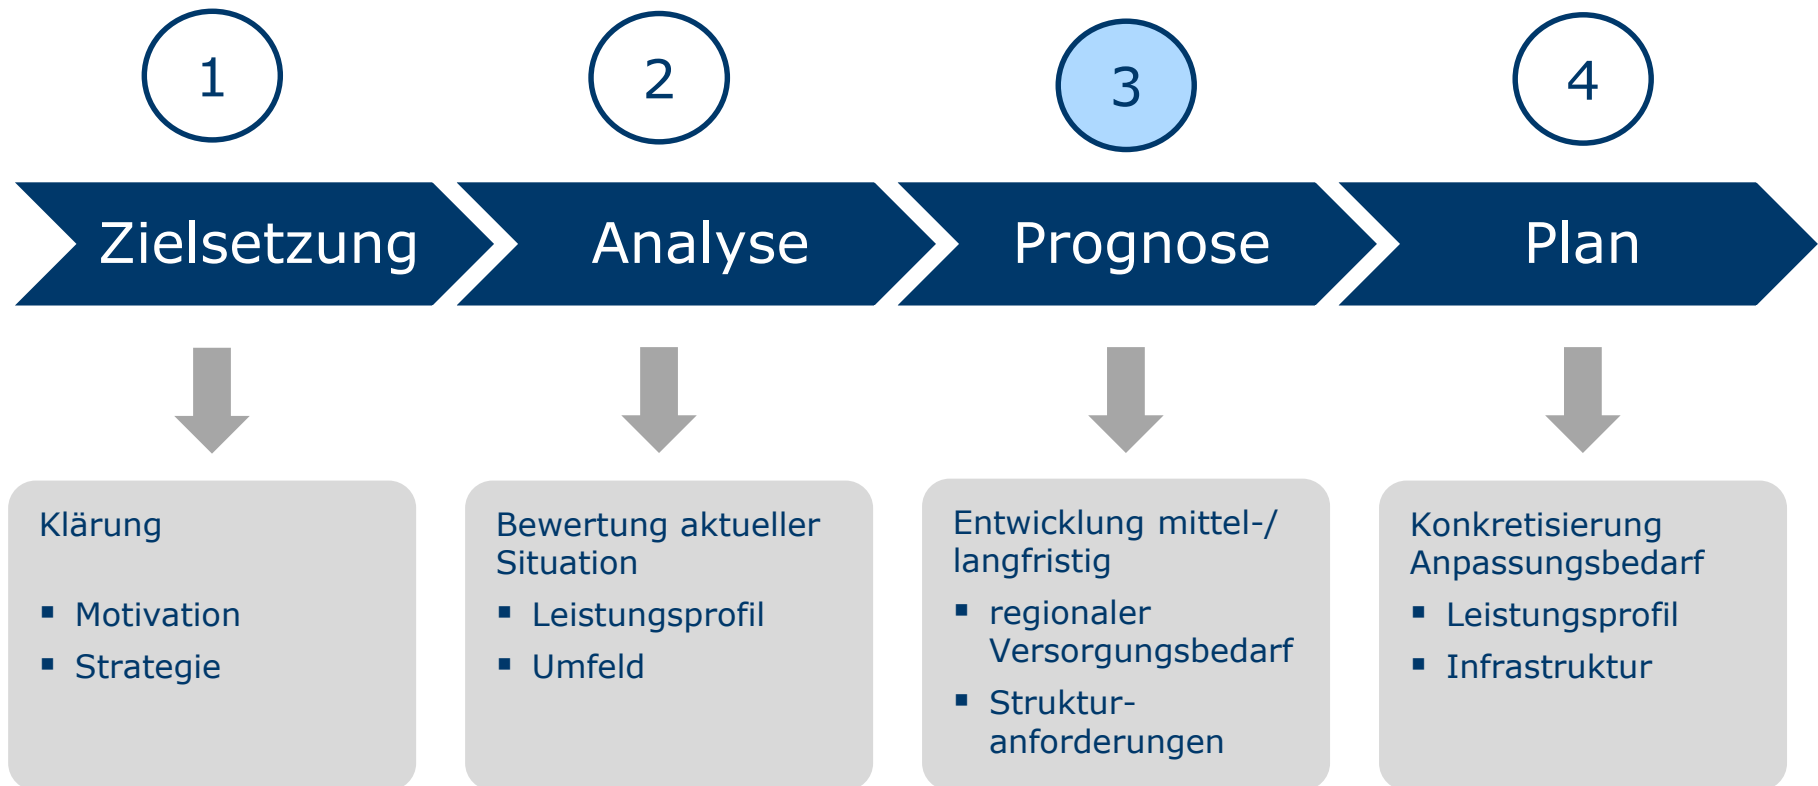 1
2
3
4
Zielsetzung
Analyse
Prognose
Plan
Klärung
▪ Motivation
▪ Strategie
Bewertung aktueller
Situation
▪ Leistungsprofil
▪ Umfeld
Entwicklung mittel-/
langfristig
▪ regionaler
Versorgungsbedarf
▪ Struktur-
anforderungen
Konkretisierung
Anpassungsbedarf
▪ Leistungsprofil
▪ Infrastruktur